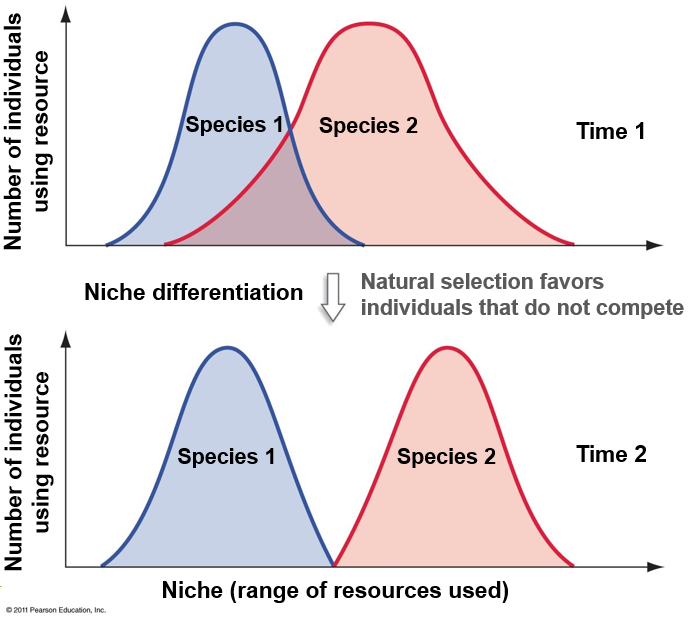 Number of individuals
using resource
Species 1
Species 2
Time 1
Niche differentiation
Natural selection favors
individuals that do not compete
Number of individuals
using resource
Species 1
Species 2
Time 2
Niche (range of resources used)
© 2011 Pearson Education, Inc.